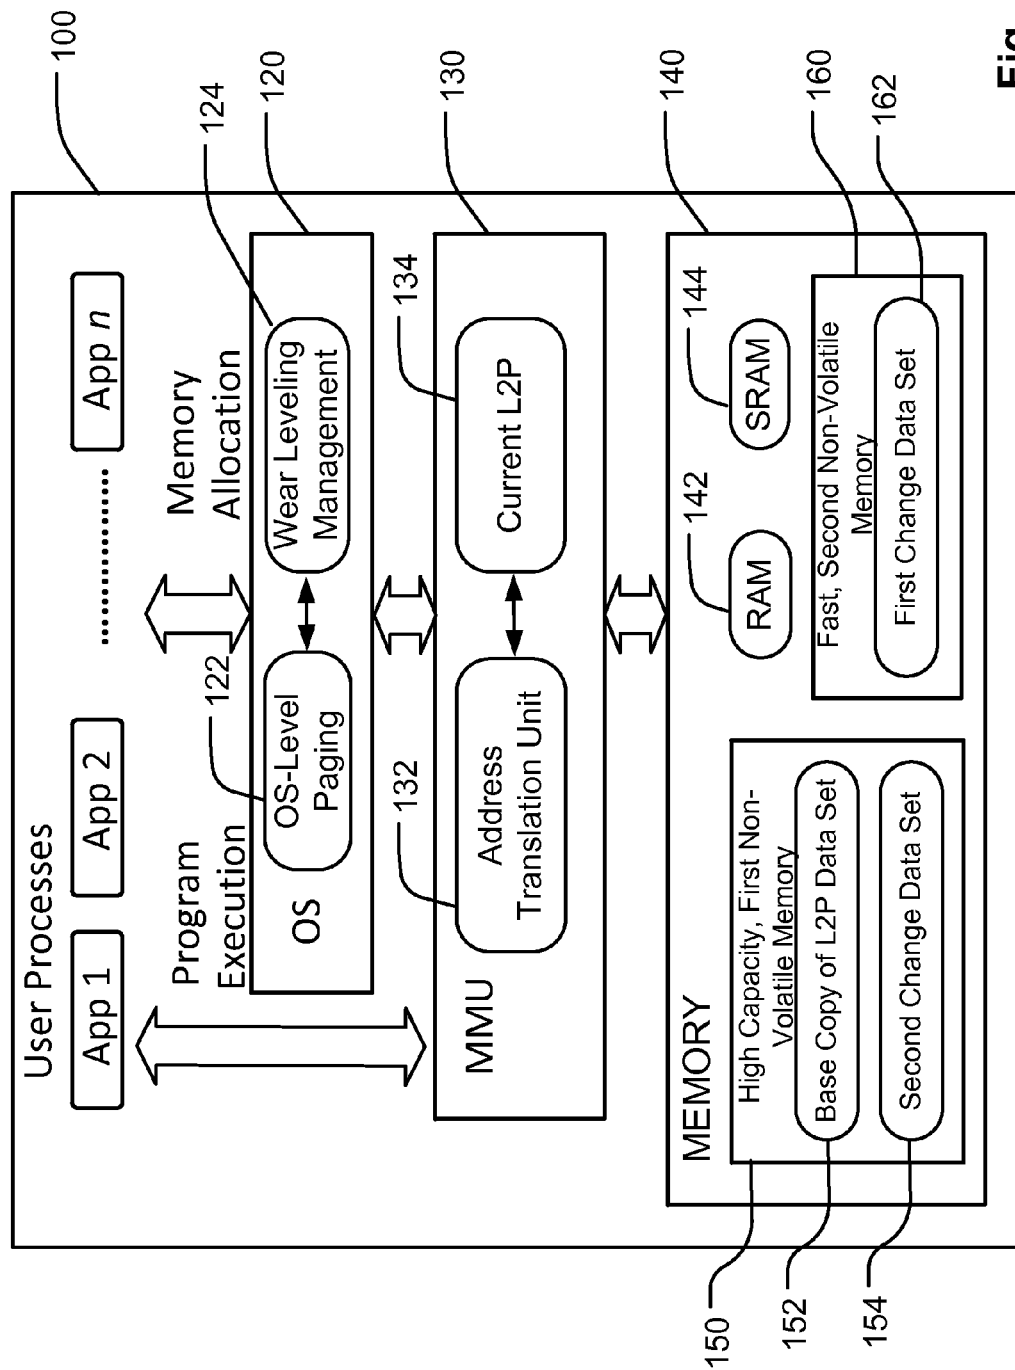 User Processes
App 1
App 2
App n
100
Program
Execution
122
Memory
Allocation
124
120
OS
OS-Level
Paging
Wear Leveling
Management
132
134
130
MMU
Address
Translation Unit
Current L2P
140
MEMORY
142
RAM
144
SRAM
160
150
High Capacity, First Non-
Volatile Memory
152
Base Copy of L2P Data Set
154
Second Change Data Set
Fast, Second Non-Volatile
Memory
First Change Data Set
162